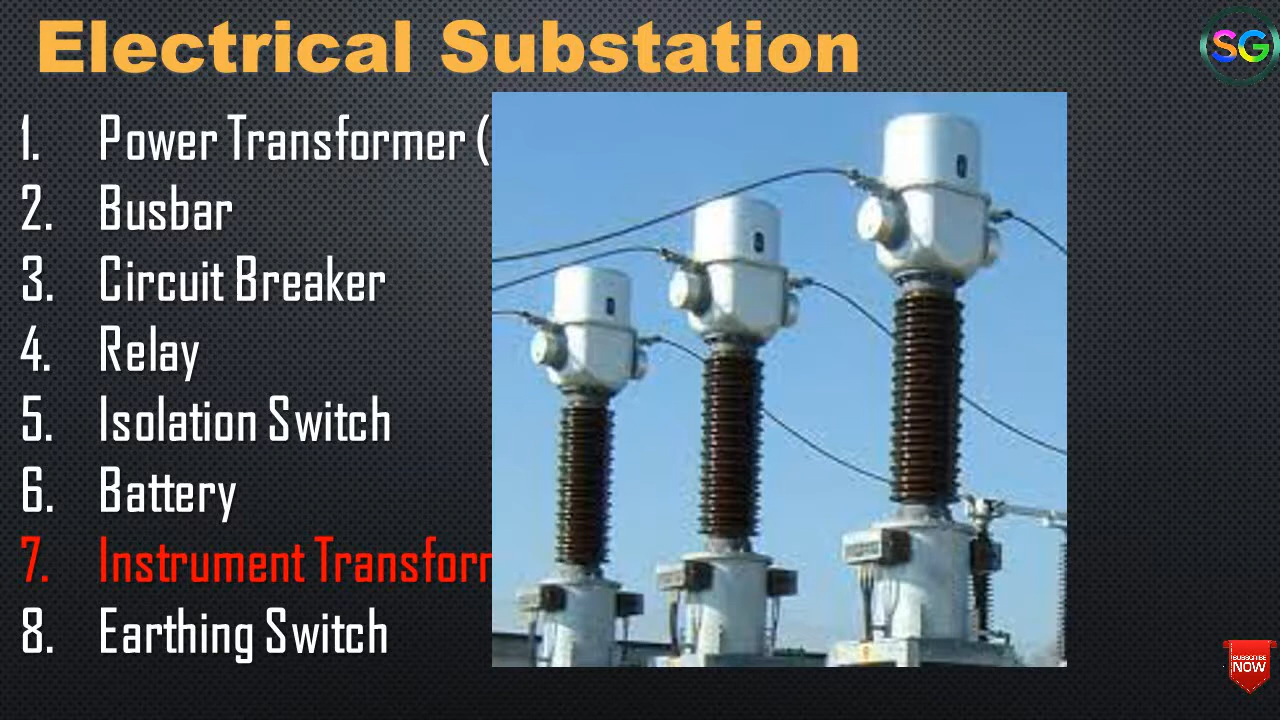 Electrical Substation
SG
1. Power Transformer (
2. Busbar
3. Circuit Breaker
4. Relay
5. Isolation Switch
6. Battery
7. Instrument Transforr
8. Earthing Switch
SUBSCRIBE
NOW